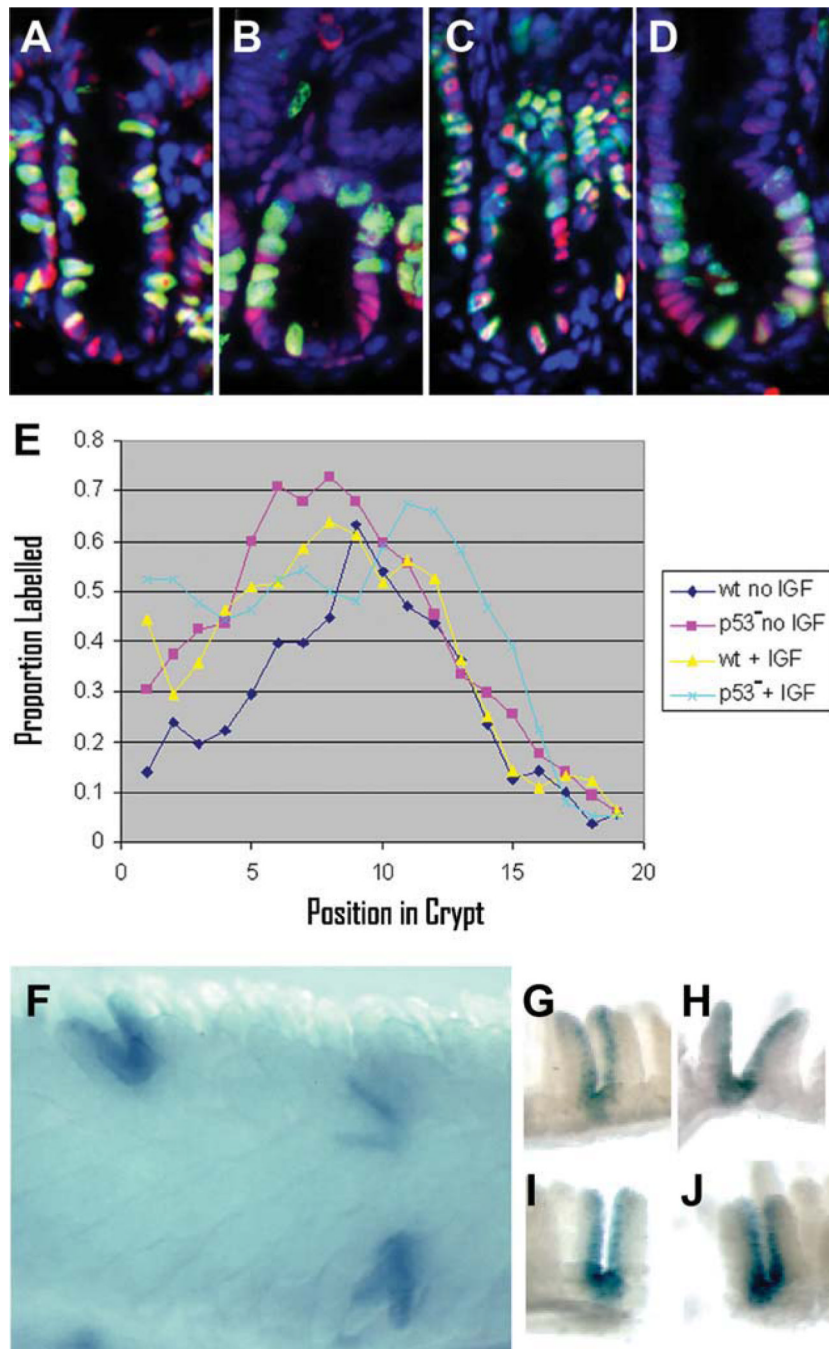 A B C D
E
0.8
0.7
0.6
0.5
0.4
0.3
0.2
0.1
0
Proportion Labelled
0 5 10 15 20
Position in Crypt
wt no IGF
p53⁻ no IGF
wt + IGF
p53⁻ + IGF
F G H
I J